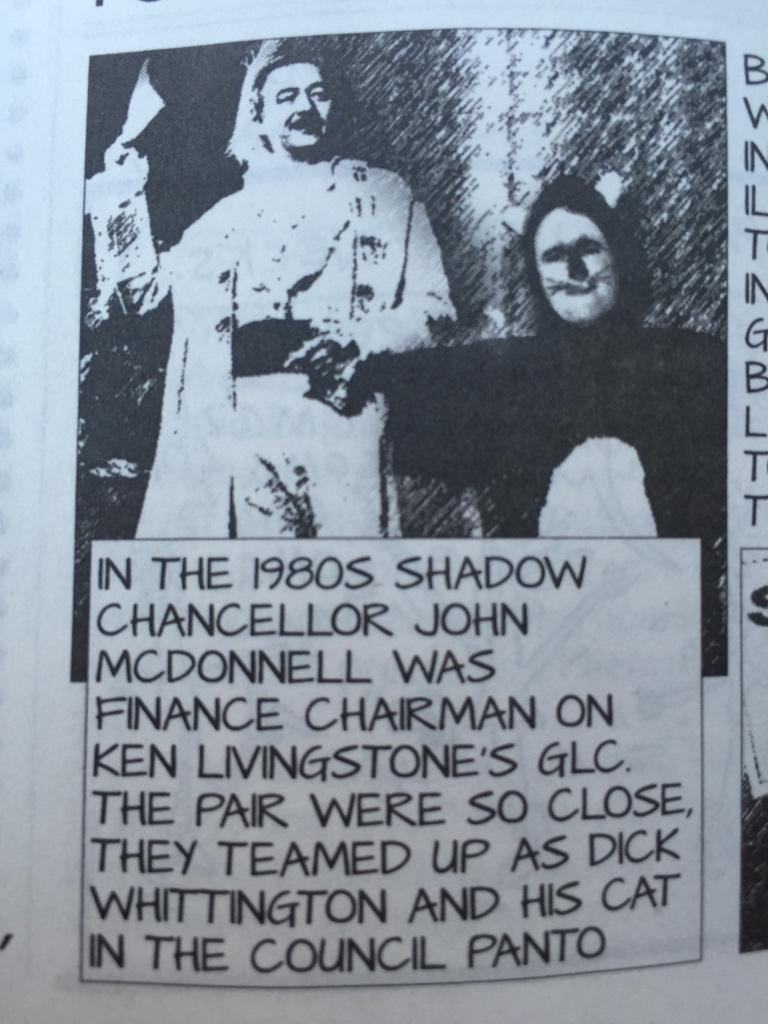 IN THE 1980S SHADOW
CHANCELLOR JOHN
MCDONNELL WAS
FINANCE CHAIRMAN ON
KEN LIVINGSTONE'S GLC.
THE PAIR WERE SO CLOSE,
THEY TEAMED UP AS DICK
WHITTINGTON AND HIS CAT
IN THE COUNCIL PANTO